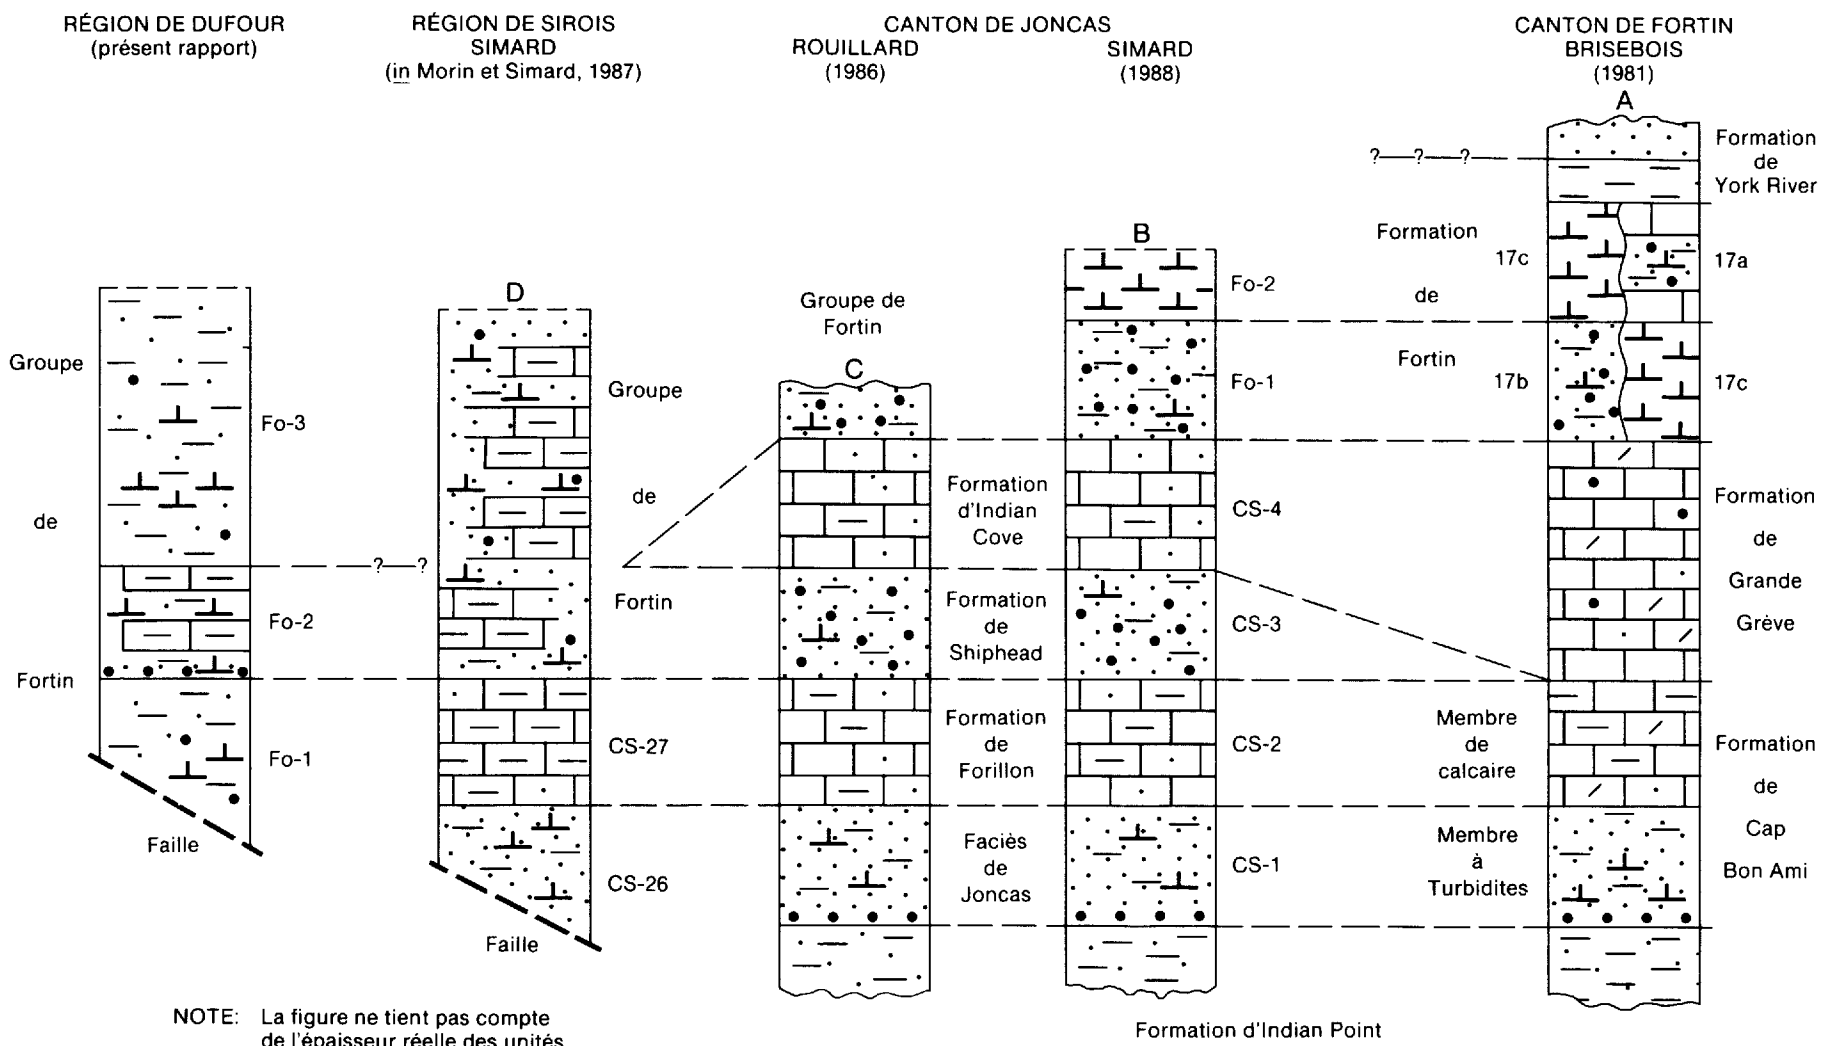 RÉGION DE DUFOUR
(présent rapport)
RÉGION DE SIROIS
SIMARD
(in Morin et Simard, 1987)
CANTON DE JONCAS
ROUILLARD
(1986)
SIMARD
(1988)
CANTON DE FORTIN
BRISEBOIS
(1981)
Groupe
de
Fortin
Fo-3
Fo-2
Fo-1
Faille
D
Groupe
de
Fortin
CS-27
CS-26
Faille
Groupe de
Fortin
C
Formation
d'Indian
Cove
Formation
de
Shiphead
Formation
de
Forillon
Faciès
de
Joncas
B
Fo-2
Fo-1
CS-4
CS-3
CS-2
CS-1
A
?
?
?
?
?
Formation
de
Fortin
17c
17b
17a
17c
Membre
de
calcaire
Membre
à
Turbidites
Formation
de
York River
Formation
de
Grande
Grève
Formation
de
Cap
Bon Ami
Formation d'Indian Point
NOTE: La figure ne tient pas compte
de l'épaisseur réelle des unités